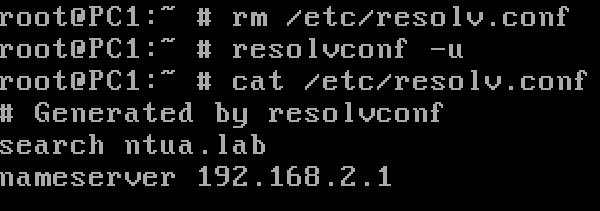 root@PC1:~ # rm /etc/resolv.conf
root@PC1:~ # resolvconf -u
root@PC1:~ # cat /etc/resolv.conf
# Generated by resolvconf
search ntua.lab
nameserver 192.168.2.1